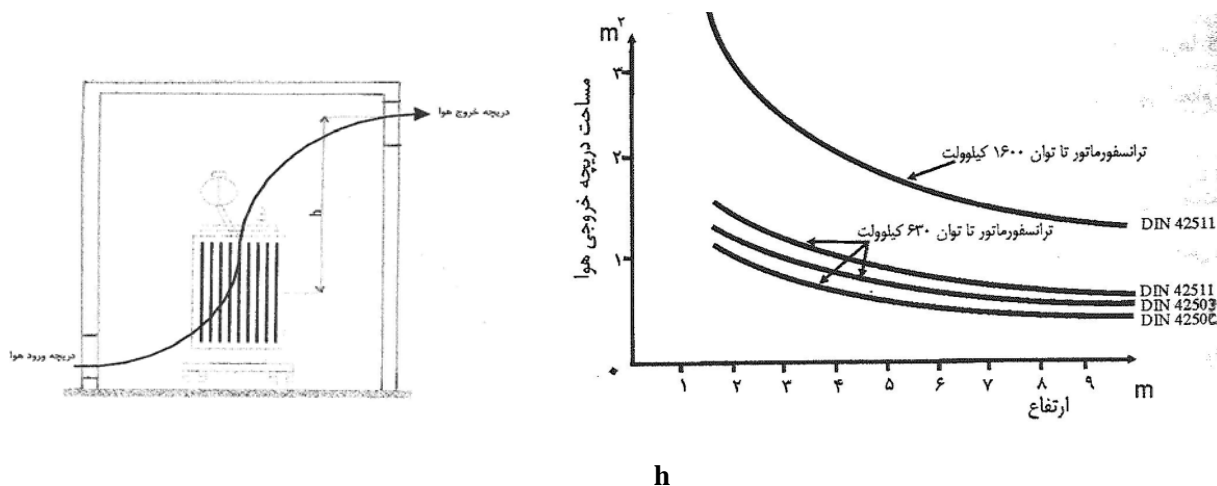 دریچه خروج هوا
h
دریچه ورود هوا
m²
مساحت دریچه خروجی هوا
۳
۲
۱
۰
ترانسفورماتور تا توان ۱۶۰۰ کیلوولت
DIN 42511
ترانسفورماتور تا توان ۶۳۰ کیلوولت
DIN 42511
DIN 42503
DIN 4250
۱ ۲ ۳ ۴ ۵ ۶ ۷ ۸ ۹ m
ارتفاع
h